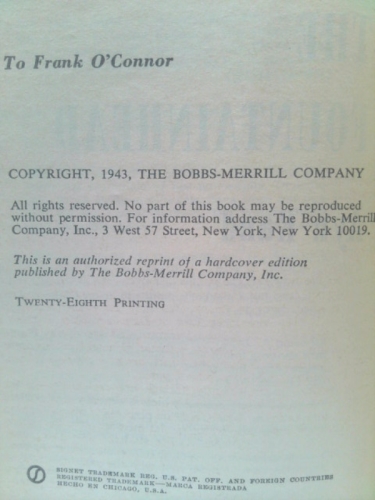 To Frank O'Connor
COPYRIGHT, 1943, THE BOBBS-MERRILL COMPANY
All rights reserved. No part of this book may be reproduced
without permission. For information address The Bobbs-Merrill
Company, Inc., 3 West 57 Street, New York, New York 10019.
This is an authorized reprint of a hardcover edition
published by The Bobbs-Merrill Company, Inc.
TWENTY-EIGHTH PRINTING
SIGNET TRADEMARK REG. U.S. PAT. OFF. AND FOREIGN COUNTRIES
REGISTERED TRADEMARK—MARCA REGISTRADA
HECHO EN CHICAGO, U.S.A.